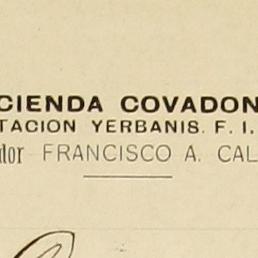 CIENDA COVADON
TACION YERBANIS. F. I.
dor FRANCISCO A. CAL